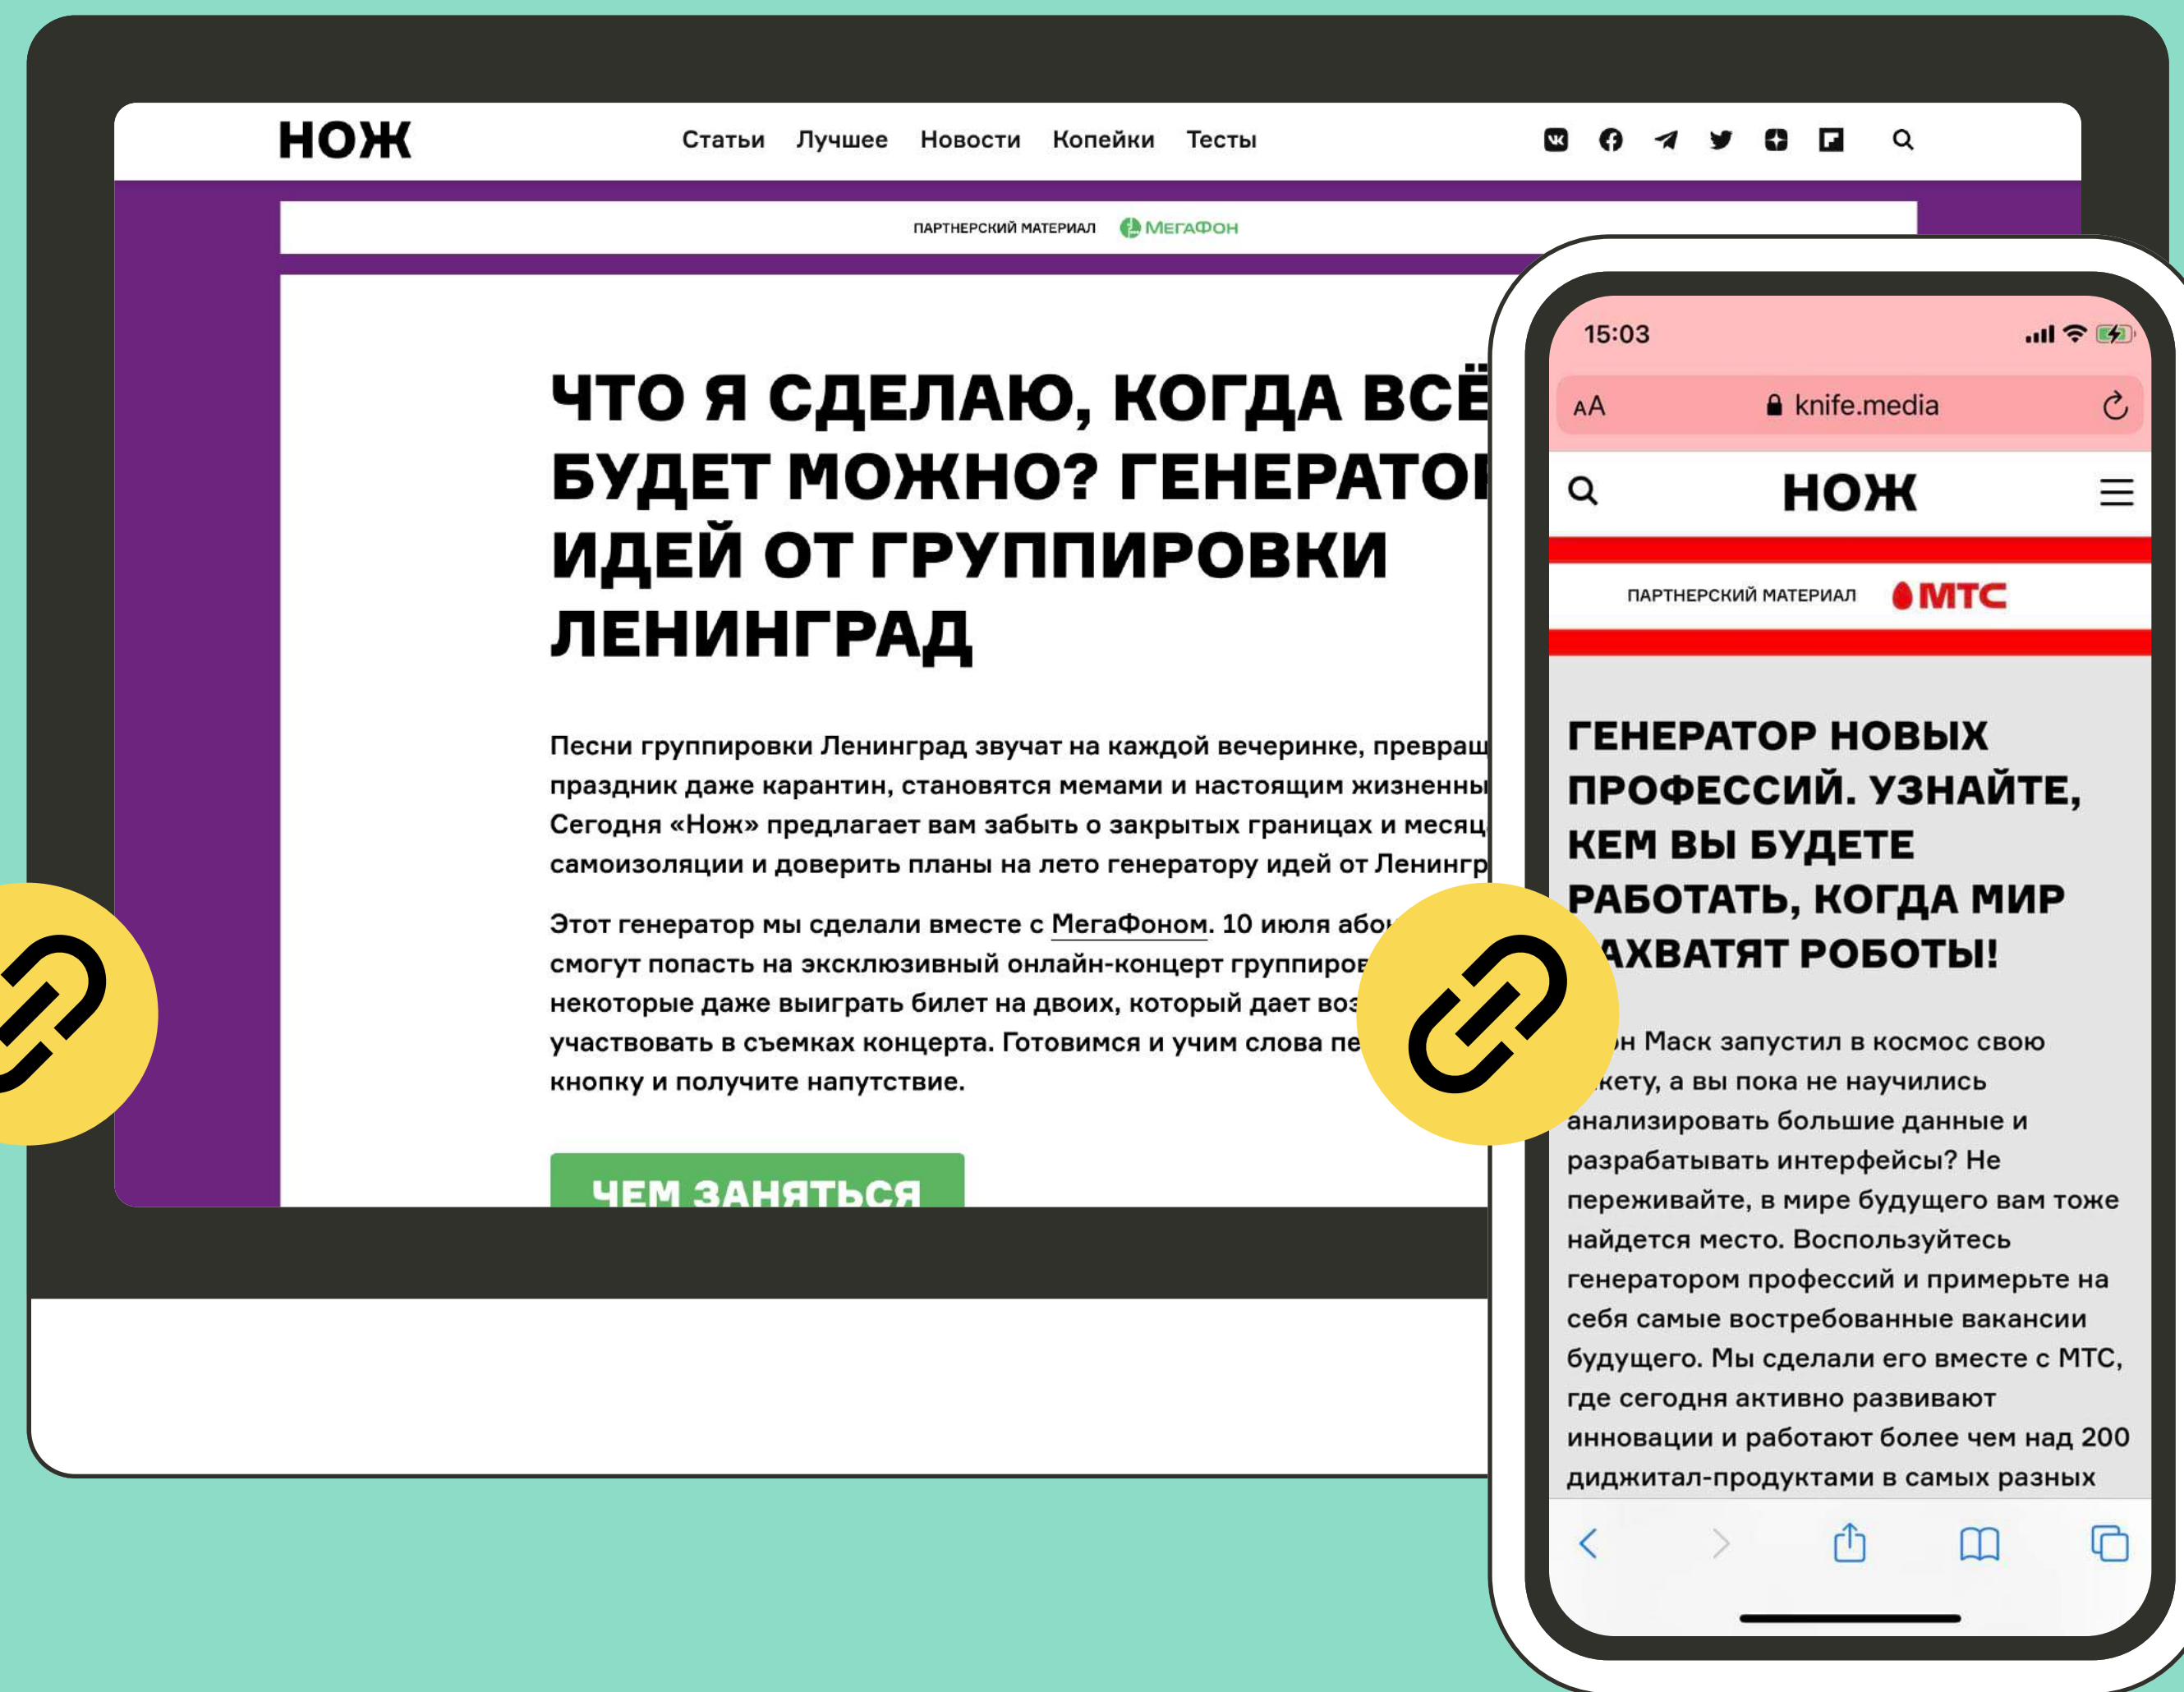 НОЖ
Статьи Лучшее Новости Копейки Тесты
ПАРТНЕРСКИЙ МАТЕРИАЛ МЕГАФОН
ЧТО Я СДЕЛАЮ, КОГДА ВСЁ
БУДЕТ МОЖНО? ГЕНЕРАТОР
ИДЕЙ ОТ ГРУППИРОВКИ
ЛЕНИНГРАД
Песни группировки Ленинград звучат на каждой вечеринке, превращ
праздник даже карантин, становятся мемами и настоящим жизненны
Сегодня «Нож» предлагает вам забыть о закрытых границах и месяц
самоизоляции и доверить планы на лето генератору идей от Ленингр
Этот генератор мы сделали вместе с МегаФоном. 10 июля або
смогут попасть на эксклюзивный онлайн-концерт группиров
некоторые даже выиграть билет на двоих, который дает воз
участвовать в съемках концерта. Готовимся и учим слова пе
кнопку и получите напутствие.
ЧЕМ ЗАНЯТЬСЯ
15:03
AA knife.media
НОЖ
ПАРТНЕРСКИЙ МАТЕРИАЛ МТС
ГЕНЕРАТОР НОВЫХ
ПРОФЕССИЙ. УЗНАЙТЕ,
КЕМ ВЫ БУДЕТЕ
РАБОТАТЬ, КОГДА МИР
АХВАТЯТ РОБОТЫ!
н Маск запустил в космос свою
кету, а вы пока не научились
анализировать большие данные и
разрабатывать интерфейсы? Не
переживайте, в мире будущего вам тоже
найдется место. Воспользуйтесь
генератором профессий и примерьте на
себя самые востребованные вакансии
будущего. Мы сделали его вместе с МТС,
где сегодня активно развивают
инновации и работают более чем над 200
диджитал-продуктами в самых разных